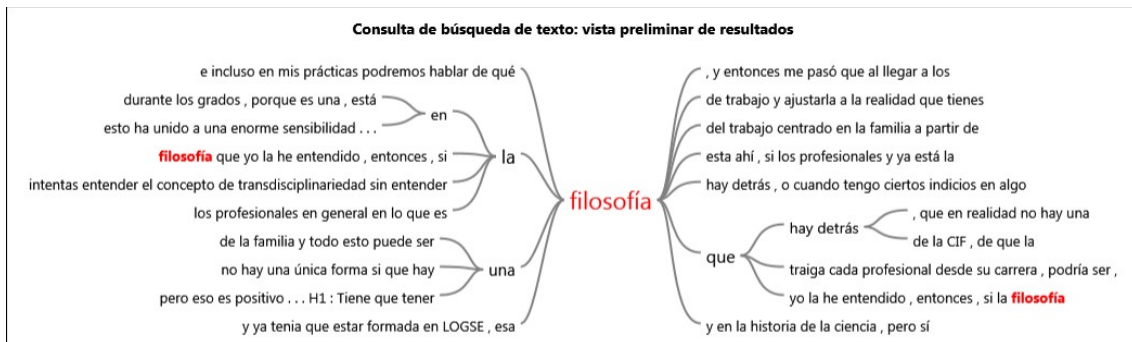 Consulta de búsqueda de texto: vista preliminar de resultados
e incluso en mis prácticas podremos hablar de qué
durante los grados , porque es una , está
esto ha unido a una enorme sensibilidad . . .
en
filosofía que yo la he entendido , entonces , si
intentas entender el concepto de transdisciplinariedad sin entender
los profesionales en general en lo que es
la
de la familia y todo esto puede ser
no hay una única forma si que hay
pero eso es positivo . . . H1 : Tiene que tener
una
y ya tenia que estar formada en LOGSE , esa
filosofía
, y entonces me pasó que al llegar a los
de trabajo y ajustarla a la realidad que tienes
del trabajo centrado en la familia a partir de
esta ahí , si los profesionales y ya está la
hay detrás , o cuando tengo ciertos indicios en algo
que
hay detrás
, que en realidad no hay una
de la CIF , de que la
traiga cada profesional desde su carrera , podría ser ,
yo la he entendido , entonces , si la filosofía
y en la historia de la ciencia , pero sí